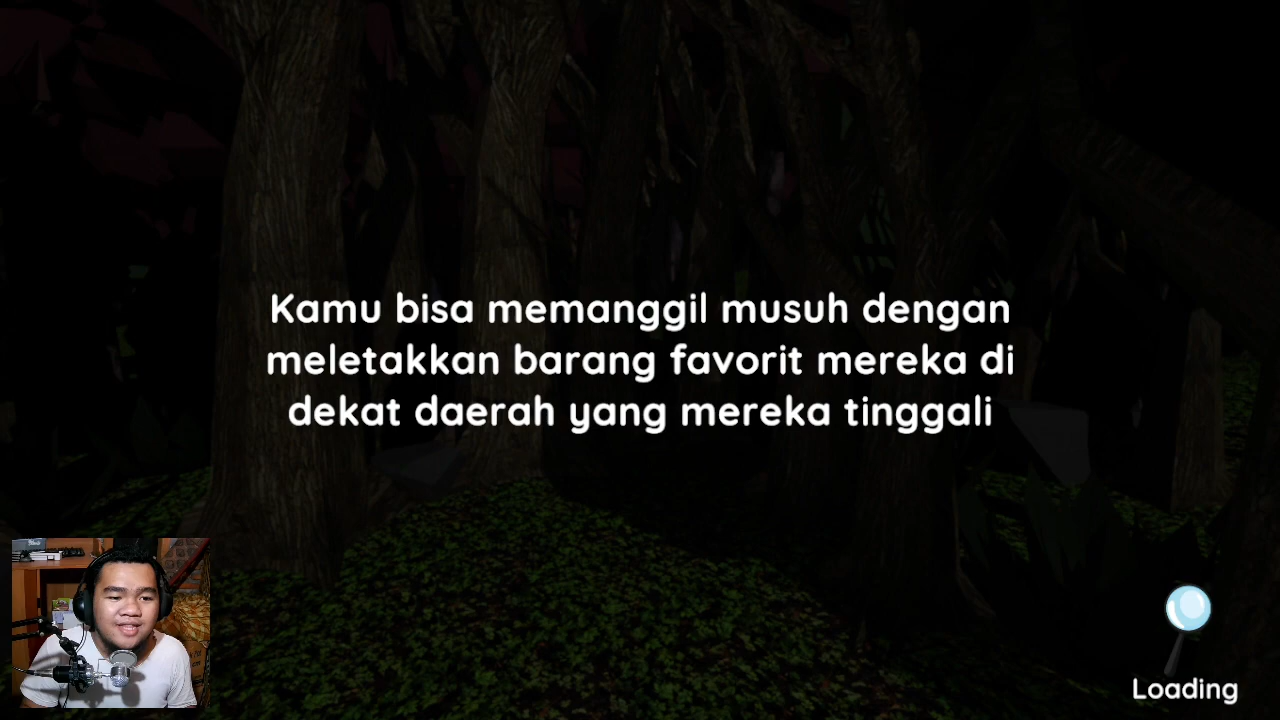 Kamu bisa memanggil musuh dengan
meletakkan barang favorit mereka di
dekat daerah yang mereka tinggali
Loading